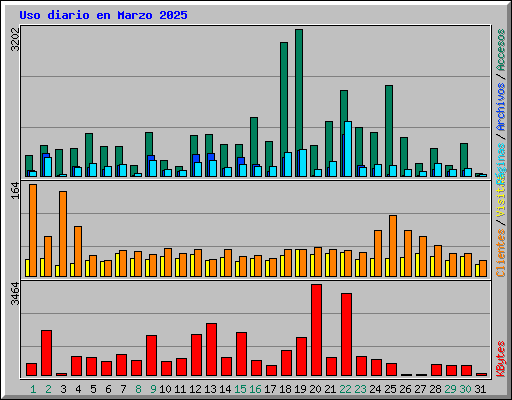 Uso diario en Marzo 2025
3202
164
3464
Accesos / Archivos / Páginas
Visitas / Clientes
KBytes
1 2 3 4 5 6 7 8 9 10 11 12 13 14 15 16 17 18 19 20 21 22 23 24 25 26 27 28 29 30 31